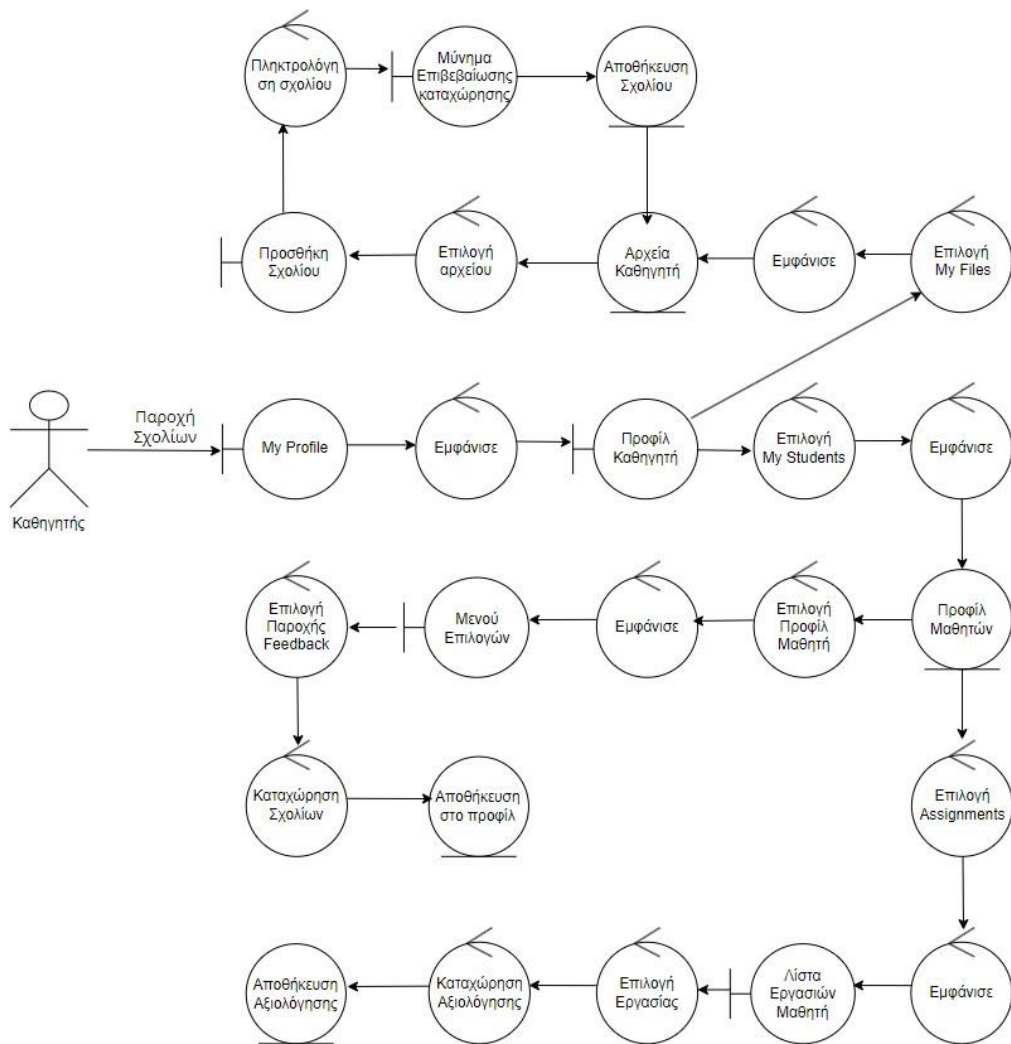 Πληκτρολόγη
ση σχολίου
Μύνημα
Επιβεβαίωσης
καταχώρησης
Αποθήκευση
Σχολίου
Προσθήκη
Σχολίου
Επιλογή
αρχείου
Αρχεία
Καθηγητή
Εμφάνισε
Επιλογή
My Files
Παροχή
Σχολίων
Καθηγητής
My Profile
Εμφάνισε
Προφίλ
Καθηγητή
Επιλογή
My Students
Εμφάνισε
Επιλογή
Παροχής
Feedback
Μενού
Επιλογών
Εμφάνισε
Επιλογή
Προφίλ
Μαθητή
Προφίλ
Μαθητών
Καταχώρηση
Σχολίων
Αποθήκευση
στο προφίλ
Επιλογή
Assignments
Αποθήκευση
Αξιολόγησης
Καταχώρηση
Αξιολόγησης
Επιλογή
Εργασίας
Λίστα
Εργασιών
Μαθητή
Εμφάνισε